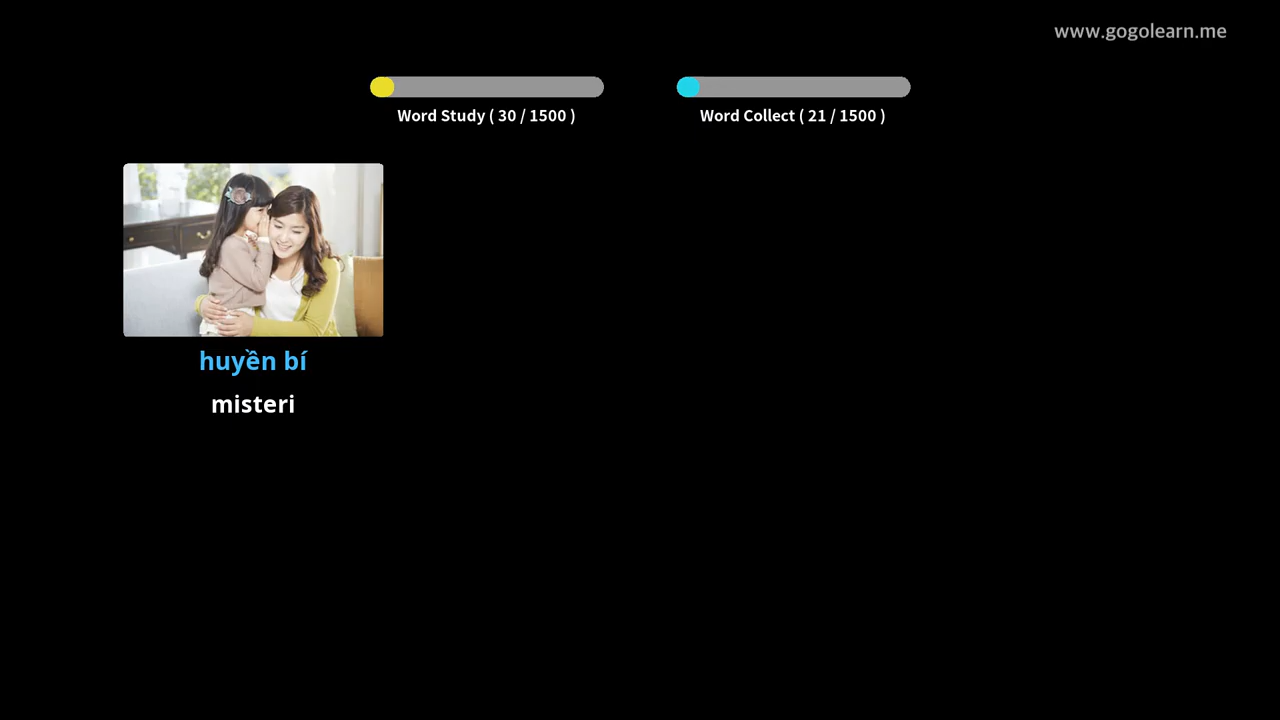 www.gogolearn.me
Word Study ( 30 / 1500 )
Word Collect ( 21 / 1500 )
huyền bí
misteri